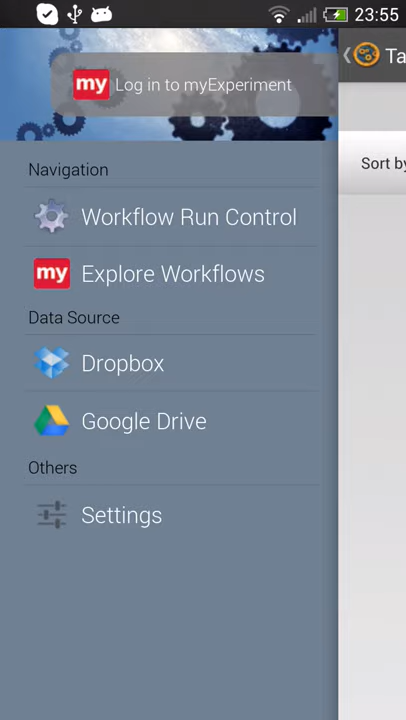 23:55
my Log in to myExperiment
Ta
Navigation
Sort by
Workflow Run Control
my Explore Workflows
Data Source
Dropbox
Google Drive
Others
Settings